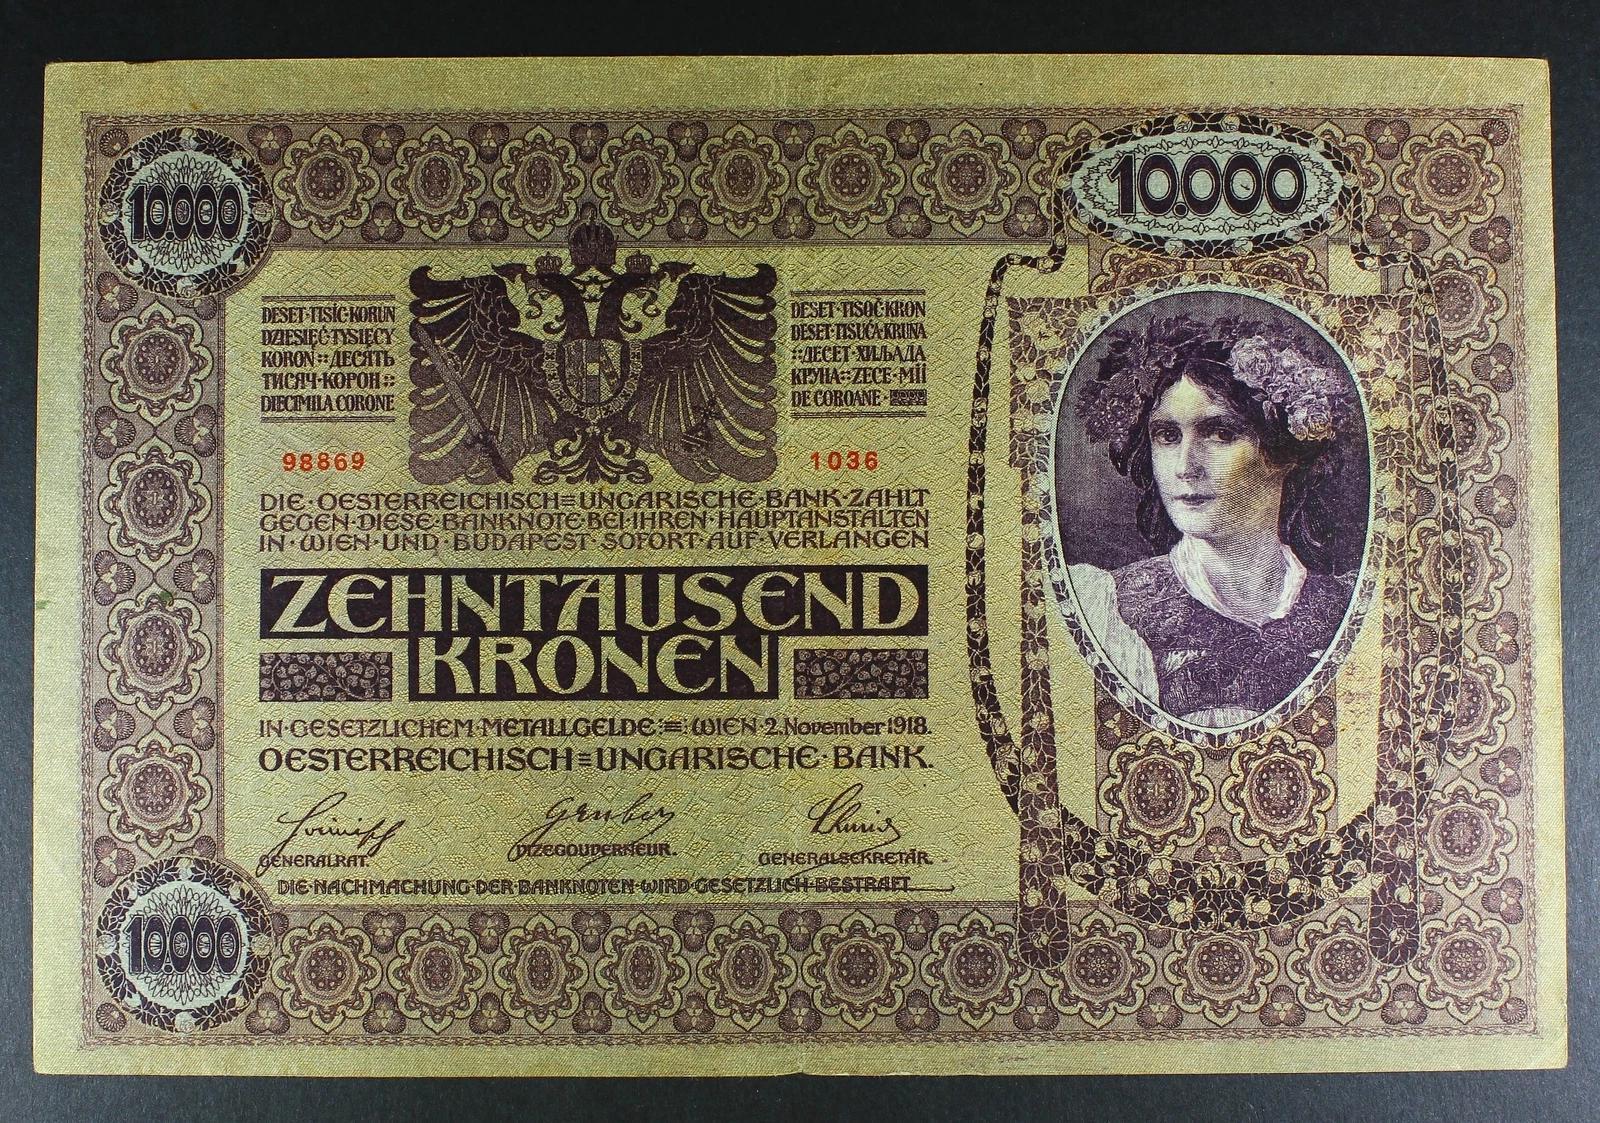 10.000
10.000
DESET·TISÍC·KORUN
DZIESIĘĆ·TYSIĘCY
KORON::ДЕСЯТЬ
ТИСЯЧ·КОРОН::
DIECIMILA CORONE
DESET·TISOČ·KRON
DESET·TISUĆA·KRUNA
::ДЕСЕТ·ХИЉАДА
КРУНА::ZECE·MII
DE COROANE·
98869
1036
DIE·OESTERREICHISCH=UNGARISCHE·BANK·ZAHLT
GEGEN·DIESE·BANKNOTE·BEI·IHREN·HAUPTANSTALTEN
IN·WIEN·UND·BUDAPEST·SOFORT·AUF·VERLANGEN
ZEHNTAUSEND
KRONEN
IN·GESETZLICHEM·METALLGELDE:=:WIEN·2.November 1918.
OESTERREICHISCH=UNGARISCHE·BANK.
Gruber
GENERALRAT.
VIZEGOUVERNEUR.
GENERALSEKRETÄR.
DIE·NACHMACHUNG·DER·BANKNOTEN·WIRD·GESETZLICH·BESTRAFT
10.000